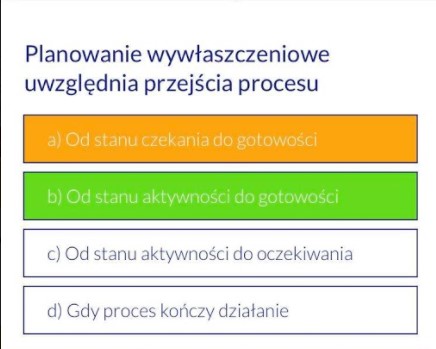 Planowanie wywłaszczeniowe
uwzględnia przejścia procesu
a) Od stanu czekania do gotowości
b) Od stanu aktywności do gotowości
c) Od stanu aktywności do oczekiwania
d) Gdy proces kończy działanie